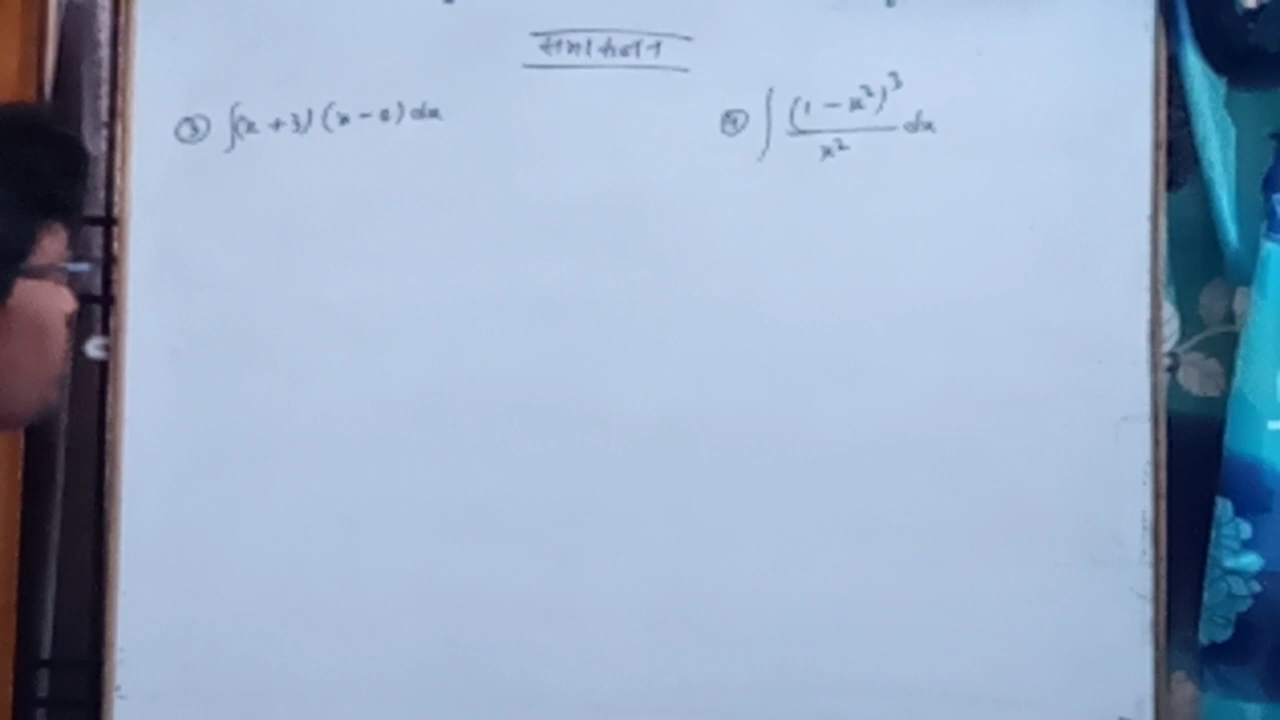 समाकलन
③ ∫(x + 3) (x - a) dx
④ ∫ (1 - x²)³ / x² dx